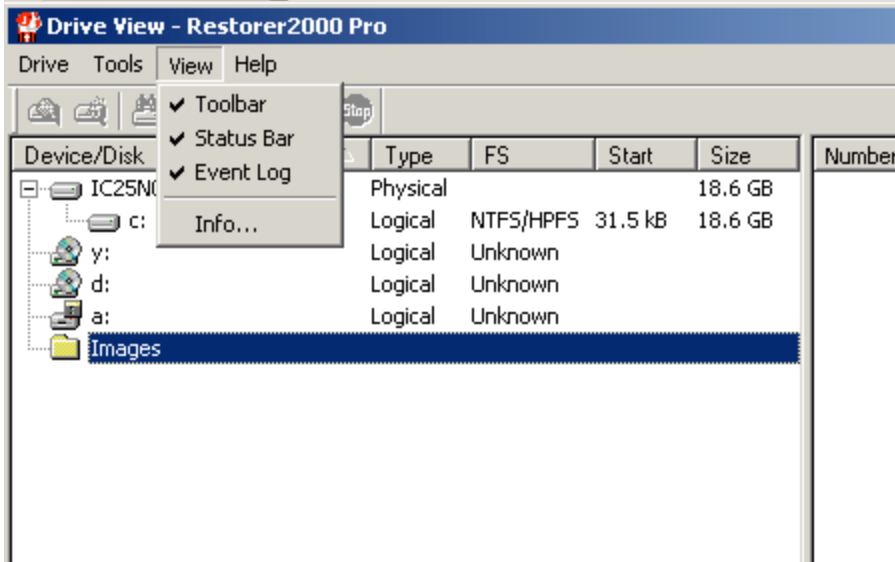 Drive View - Restorer2000 Pro
Drive Tools View Help
Toolbar
Stop
Status Bar
Event Log
Info...
Device/Disk Type FS Start Size Number
Physical 18.6 GB
c: Logical NTFS/HPFS 31.5 kB 18.6 GB
y: Logical Unknown
d: Logical Unknown
a: Logical Unknown
Images